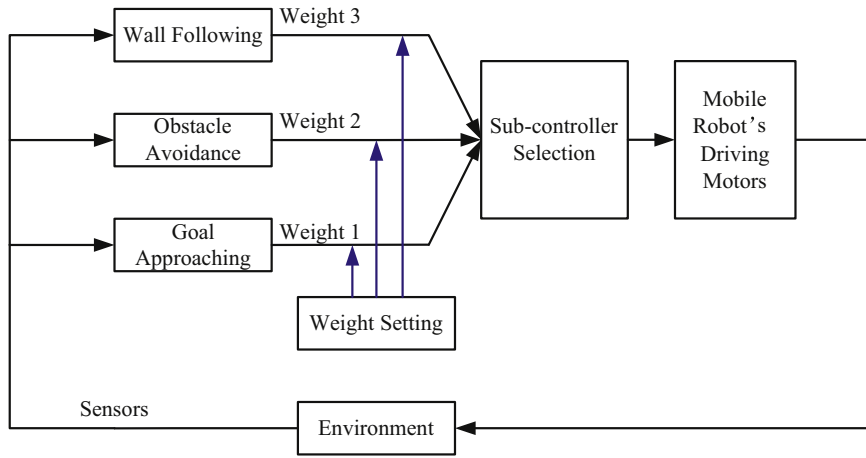 Wall Following
Weight 3
Obstacle
Avoidance
Weight 2
Goal
Approaching
Weight 1
Weight Setting
Sub-controller
Selection
Mobile
Robot's
Driving
Motors
Sensors
Environment